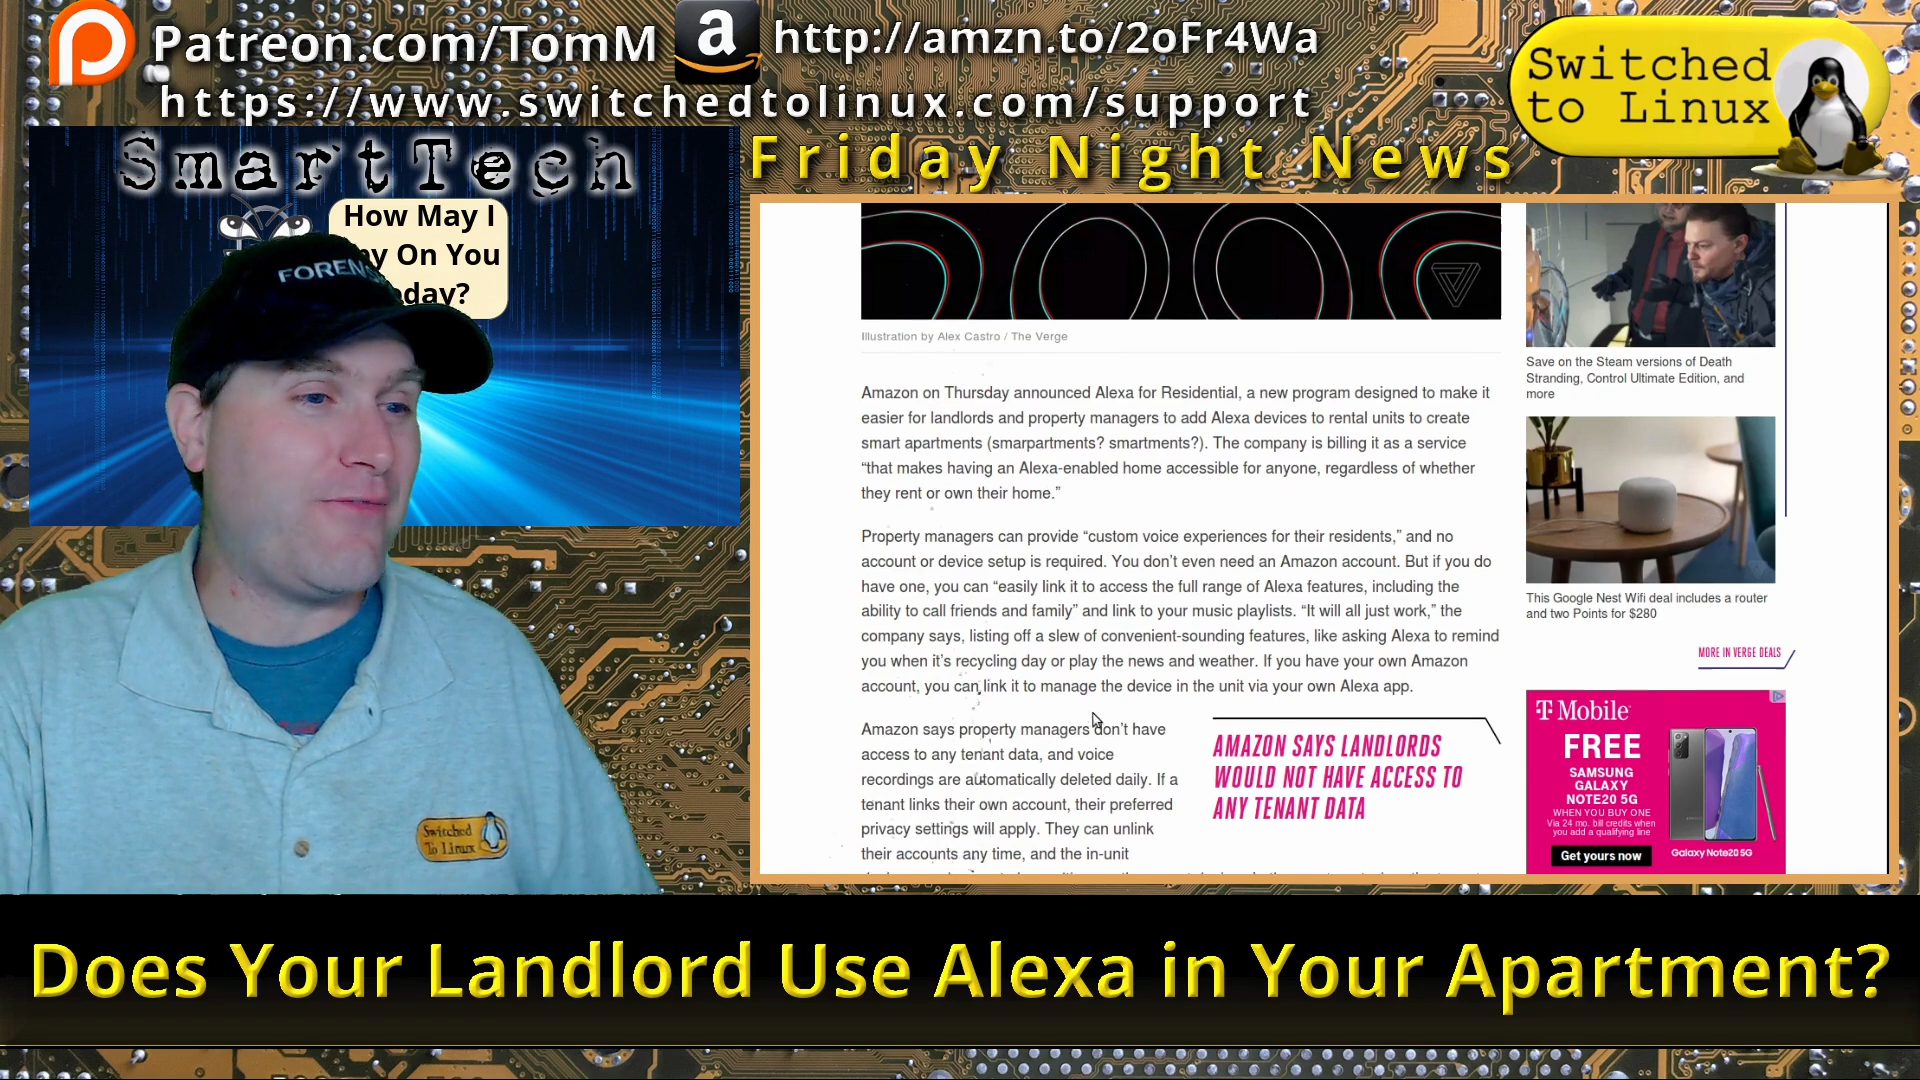 Patreon.com/TomM
a
http://amzn.to/2oFr4Wa
https://www.switchedtolinux.com/support
Switched
to Linux
SmartTech
Friday Night News
How May I
On You
FOREN
Illustration by Alex Castro / The Verge
Amazon on Thursday announced Alexa for Residential, a new program designed to make it
easier for landlords and property managers to add Alexa devices to rental units to create
smart apartments (smarpartments? smartments?). The company is billing it as a service
“that makes having an Alexa-enabled home accessible for anyone, regardless of whether
they rent or own their home.”
Property managers can provide “custom voice experiences for their residents,” and no
account or device setup is required. You don’t even need an Amazon account. But if you do
have one, you can “easily link it to access the full range of Alexa features, including the
ability to call friends and family” and link to your music playlists. “It will all just work,” the
company says, listing off a slew of convenient-sounding features, like asking Alexa to remind
you when it’s recycling day or play the news and weather. If you have your own Amazon
account, you can link it to manage the device in the unit via your own Alexa app.
Amazon says property managers don’t have
access to any tenant data, and voice
recordings are automatically deleted daily. If a
tenant links their own account, their preferred
privacy settings will apply. They can unlink
their accounts any time, and the in-unit
AMAZON SAYS LANDLORDS
WOULD NOT HAVE ACCESS TO
ANY TENANT DATA
Save on the Steam versions of Death
Stranding, Control Ultimate Edition, and
more
This Google Nest Wifi deal includes a router
and two Points for $280
MORE IN VERGE DEALS
T Mobile
FREE
SAMSUNG
GALAXY
NOTE20 5G
WHEN YOU BUY ONE
Via 24 mo. bill credits when
you add a qualifying line
Get yours now
Galaxy Note20 5G
Switched
To Linux
Does Your Landlord Use Alexa in Your Apartment?